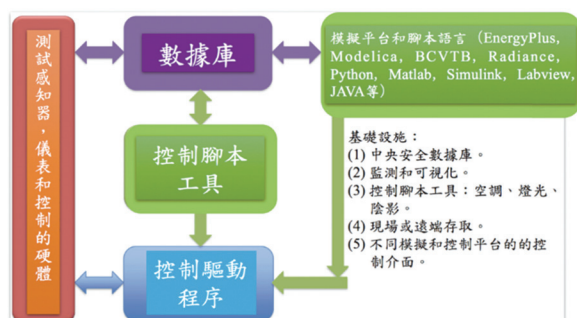 測試感知器，儀表和控制的硬體
數據庫
模擬平台和腳本語言（EnergyPlus,
Modelica, BCVTB, Radiance,
Python, Matlab, Simulink, Labview,
JAVA等）
控制腳本
工具
控制驅動
程序
基礎設施：
(1) 中央安全數據庫。
(2) 監測和可視化。
(3) 控制腳本工具：空調、燈光、
陰影。
(4) 現場或遠端存取。
(5) 不同模擬和控制平台的的控
制介面。